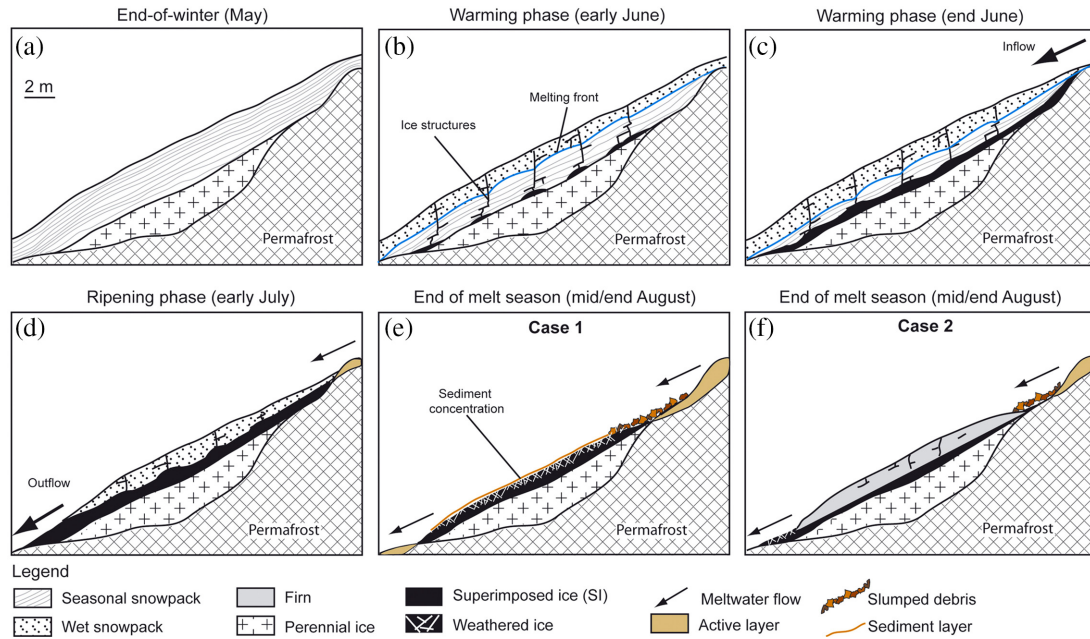 End-of-winter (May)
Warming phase (early June)
Warming phase (end June)
(a)
2 m
Permafrost
(b)
Melting front
Ice structures
Permafrost
(c)
Inflow
Permafrost
Ripening phase (early July)
End of melt season (mid/end August)
End of melt season (mid/end August)
(d)
Outflow
Permafrost
(e)
Case 1
Sediment
concentration
Permafrost
(f)
Case 2
Permafrost
Legend
Seasonal snowpack
Firn
Superimposed ice (SI)
Meltwater flow
Slumped debris
Wet snowpack
Perennial ice
Weathered ice
Active layer
Sediment layer